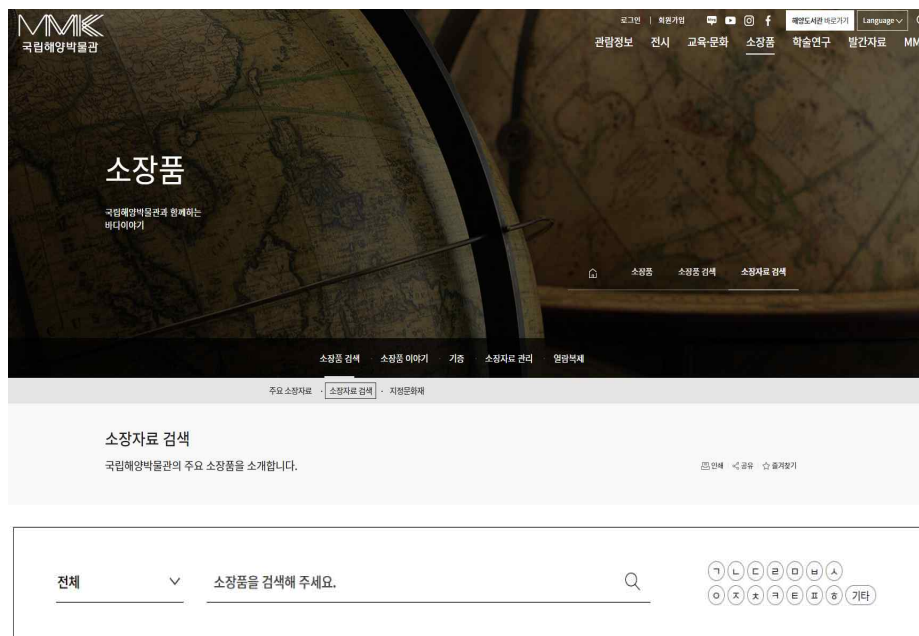 MMK
국립해양박물관
로그인 | 회원가입 blog 해양도서관 바로가기 Language
관람정보 전시 교육·문화 소장품 학술연구 발간자료 MM
소장품
국립해양박물관과 함께하는
바다이야기
소장품 소장품 검색 소장자료 검색
소장품 검색 소장품 이야기 기증 소장자료 관리 열람복제
주요 소장자료 · 소장자료 검색 · 지정문화재
소장자료 검색
국립해양박물관의 주요 소장품을 소개합니다.
인쇄 공유 즐겨찾기
전체 소장품을 검색해 주세요.
ㄱ ㄴ ㄷ ㄹ ㅁ ㅂ ㅅ
ㅇ ㅈ ㅊ ㅋ ㅌ ㅍ ㅎ 기타